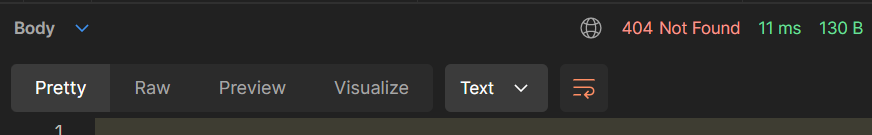 Body 404 Not Found 11 ms 130 B
Pretty Raw Preview Visualize Text
1